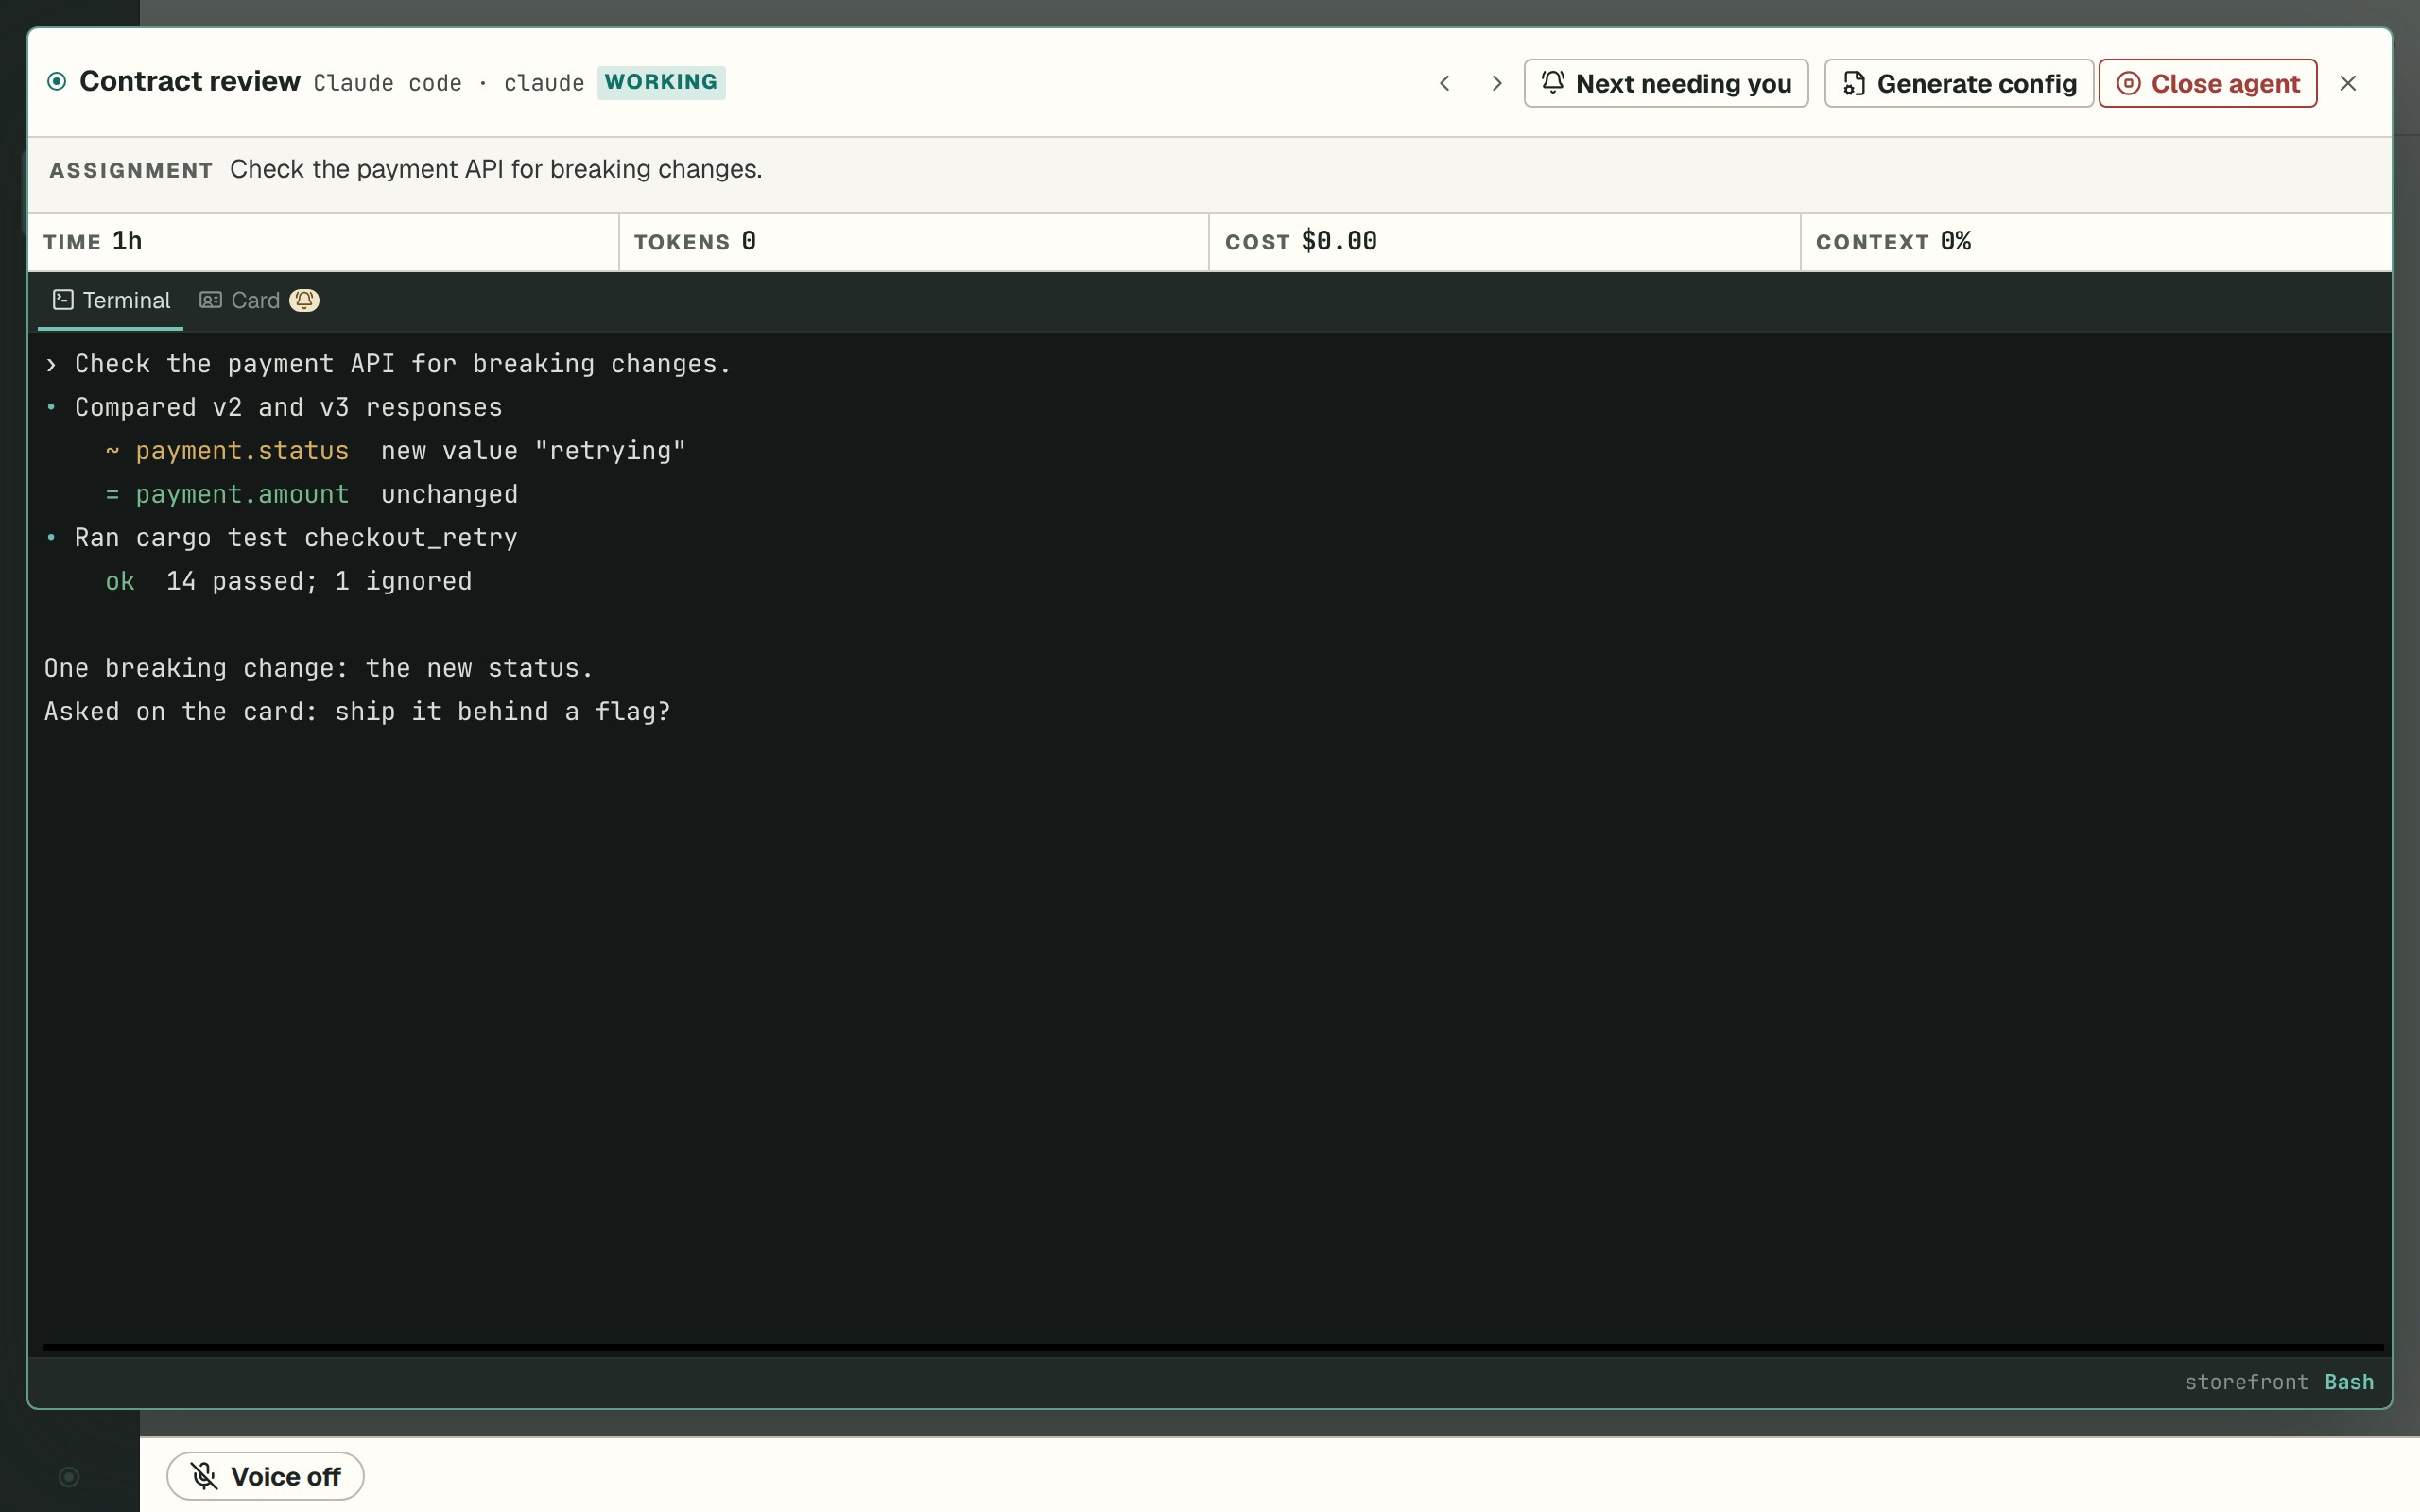 Contract review Claude code · claude WORKING
Next needing you Generate config Close agent
ASSIGNMENT Check the payment API for breaking changes.
TIME 1h TOKENS 0 COST $0.00 CONTEXT 0%
Terminal Card
› Check the payment API for breaking changes.
• Compared v2 and v3 responses
~ payment.status new value "retrying"
= payment.amount unchanged
• Ran cargo test checkout_retry
ok 14 passed; 1 ignored
One breaking change: the new status.
Asked on the card: ship it behind a flag?
storefront Bash
Voice off